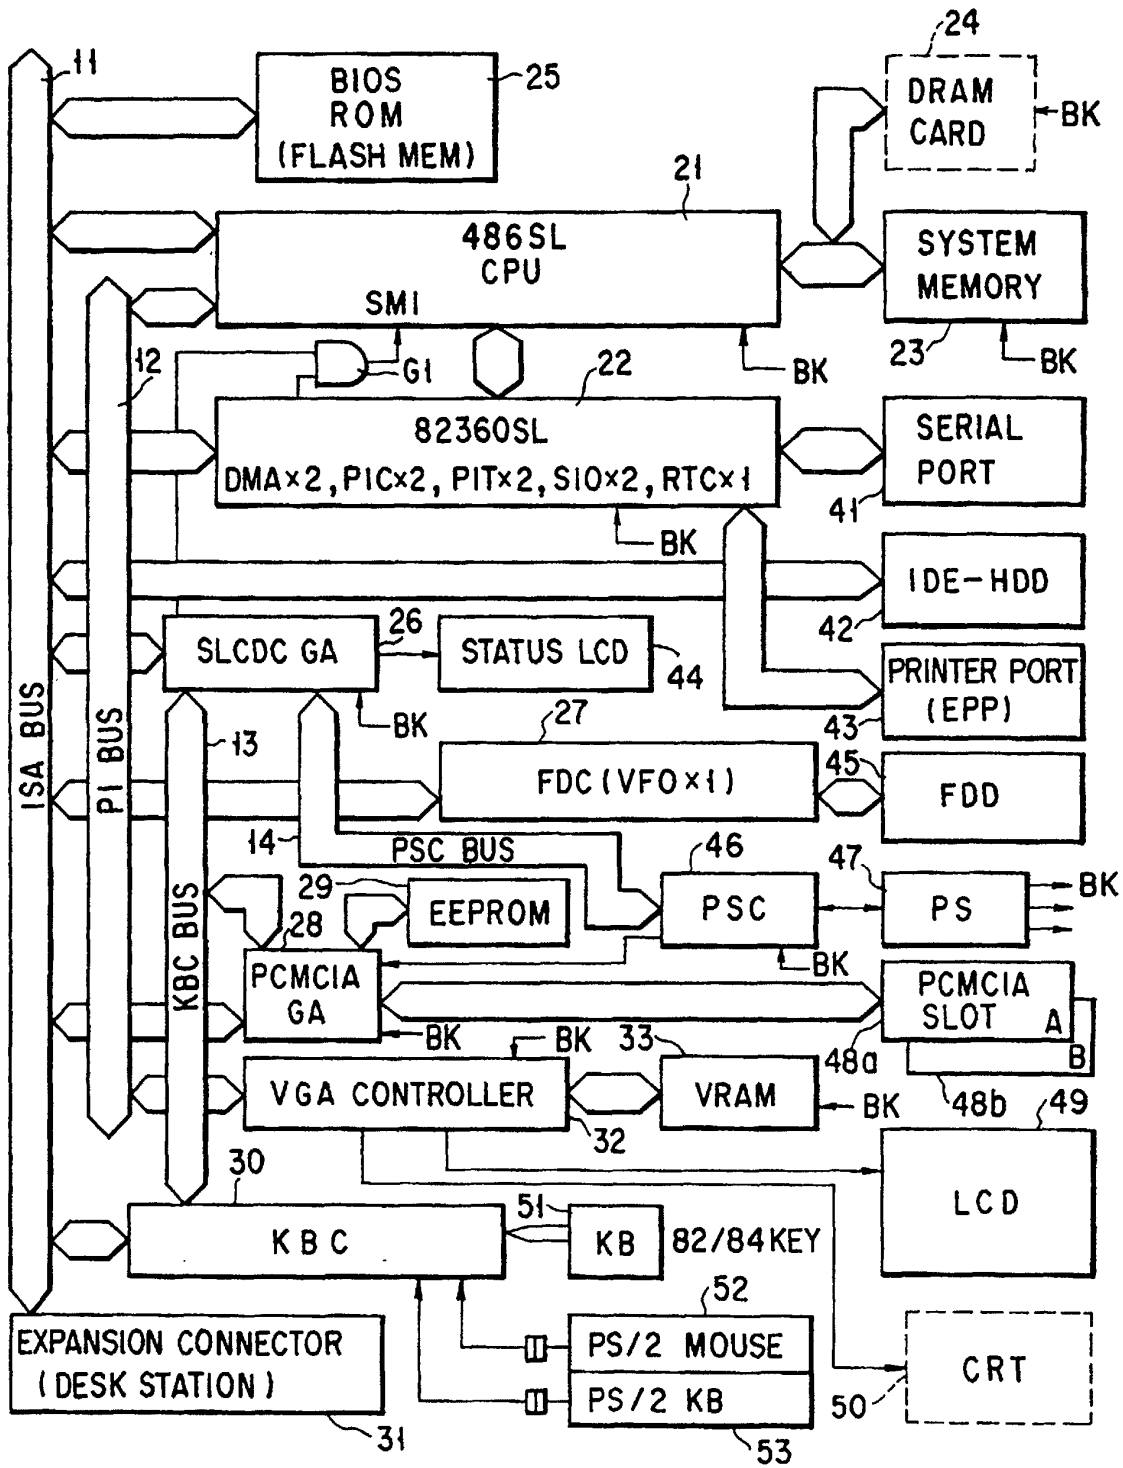 11
BIOS
ROM
(FLASH MEM)
25
24
DRAM
CARD
BK
21
486SL
CPU
SMI
SYSTEM
MEMORY
23
BK
BK
12
G1
22
82360SL
DMA×2, PIC×2, PIT×2, SIO×2, RTC×1
BK
SERIAL
PORT
41
IDE-HDD
42
SLCDC GA
26
STATUS LCD
44
BK
PRINTER PORT
(EPP)
43
ISA BUS
PI BUS
13
27
FDC (VFO×1)
45
FDD
14
PSC BUS
46
PSC
BK
47
PS
BK
KBC BUS
29
EEPROM
28
PCMCIA
GA
BK
PCMCIA
SLOT
A
B
48a
48b
VGA CONTROLLER
BK
32
33
VRAM
BK
49
LCD
30
KBC
51
KB
82/84KEY
52
PS/2 MOUSE
PS/2 KB
53
CRT
50
EXPANSION CONNECTOR
(DESK STATION)
31